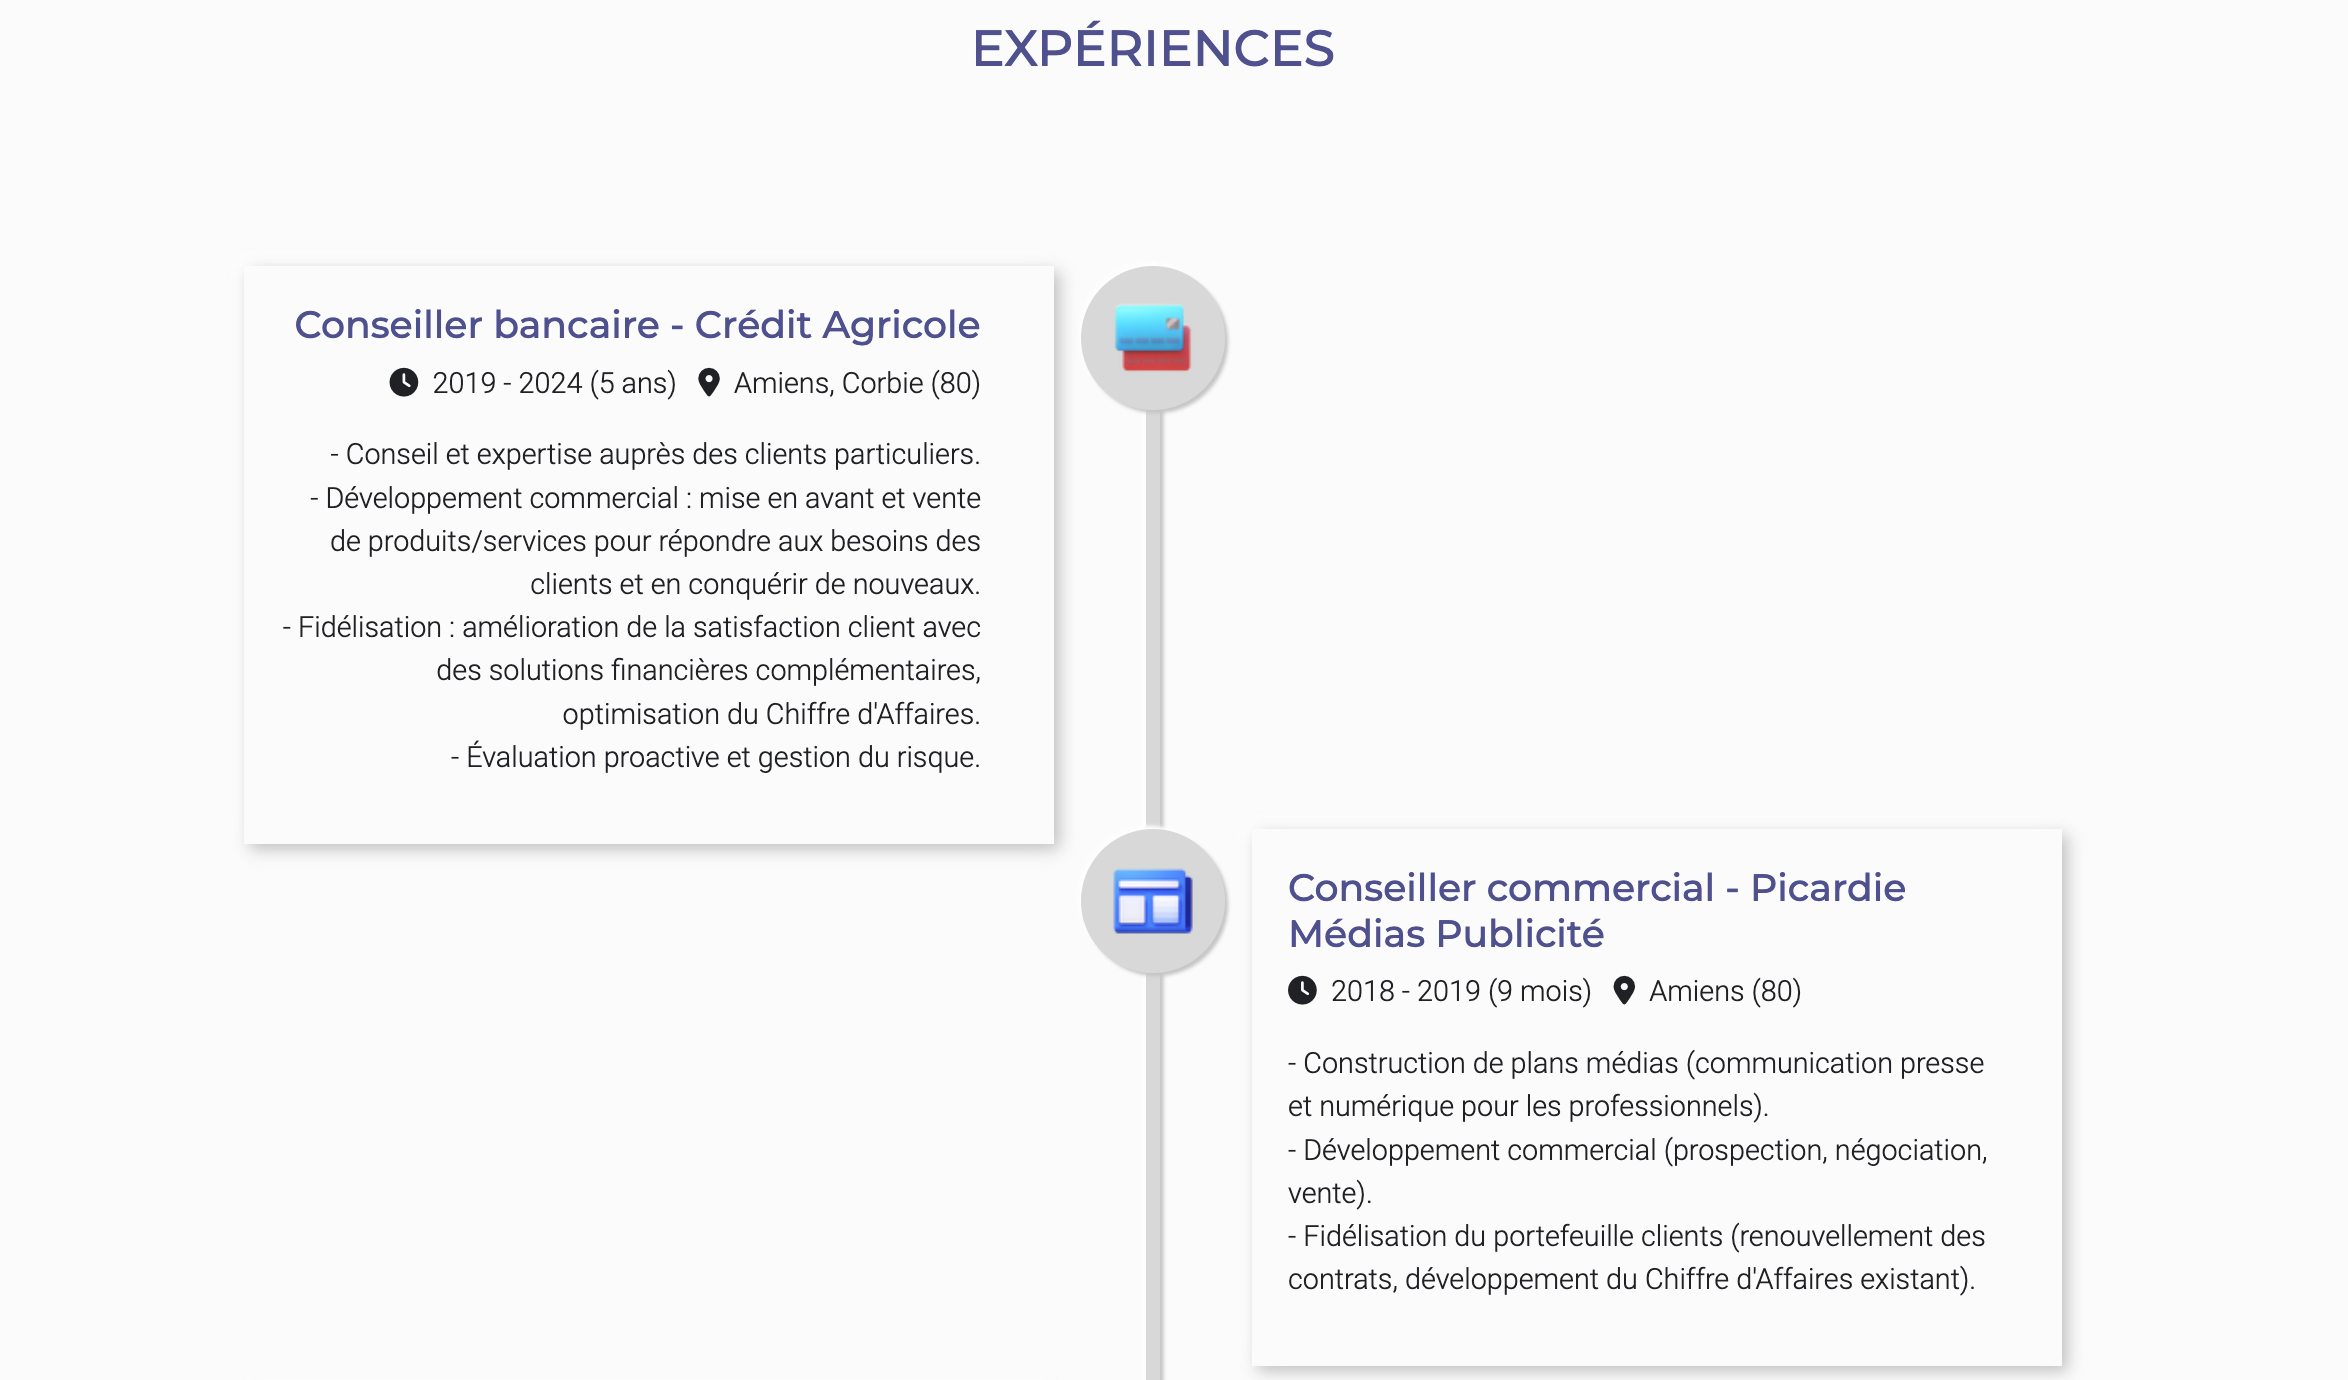 EXPÉRIENCES
Conseiller bancaire - Crédit Agricole
2019 - 2024 (5 ans) Amiens, Corbie (80)
- Conseil et expertise auprès des clients particuliers.
- Développement commercial : mise en avant et vente
de produits/services pour répondre aux besoins des
clients et en conquérir de nouveaux.
- Fidélisation : amélioration de la satisfaction client avec
des solutions financières complémentaires,
optimisation du Chiffre d'Affaires.
- Évaluation proactive et gestion du risque.
Conseiller commercial - Picardie
Médias Publicité
2018 - 2019 (9 mois) Amiens (80)
- Construction de plans médias (communication presse
et numérique pour les professionnels).
- Développement commercial (prospection, négociation,
vente).
- Fidélisation du portefeuille clients (renouvellement des
contrats, développement du Chiffre d'Affaires existant).